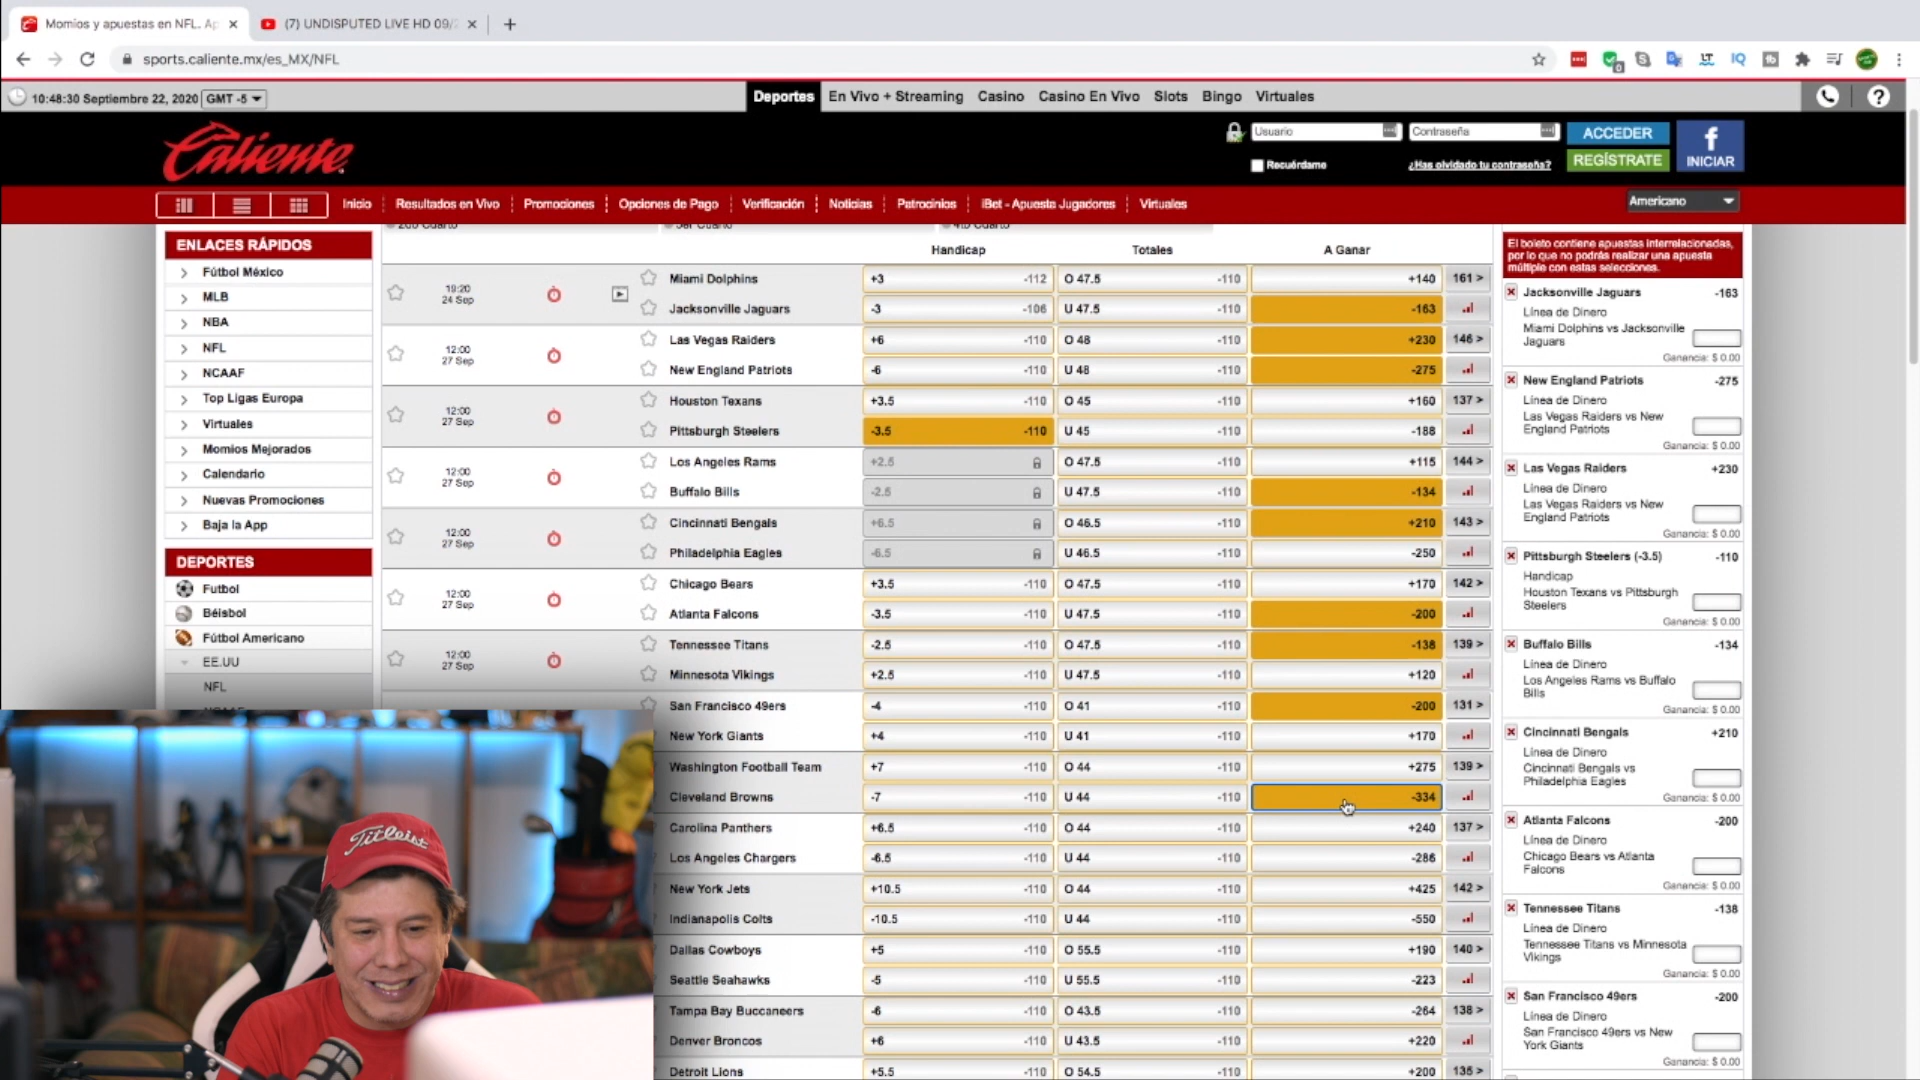 Momios y apuestas en NFL. Ap
(7) UNDISPUTED LIVE HD 09/2
sports.caliente.mx/es_MX/NFL
10:48:30 Septiembre 22, 2020 GMT -5
Deportes En Vivo + Streaming Casino Casino En Vivo Slots Bingo Virtuales
Caliente
Usuario Contraseña ACCEDER
Recuérdame ¿Has olvidado tu contraseña? REGÍSTRATE
f INICIAR
Inicio Resultados en Vivo Promociones Opciones de Pago Verificación Noticias Patrocinios iBet - Apuesta Jugadores Virtuales Americano
ENLACES RÁPIDOS
Fútbol México
MLB
NBA
NFL
NCAAF
Top Ligas Europa
Virtuales
Momios Mejorados
Calendario
Nuevas Promociones
Baja la App
DEPORTES
Futbol
Béisbol
Fútbol Americano
EE.UU
NFL
2do Cuarto 3er Cuarto 4to Cuarto
Handicap Totales A Ganar
19:20 24 Sep
Miami Dolphins +3 -112 O 47.5 -110 +140 161 >
Jacksonville Jaguars -3 -106 U 47.5 -110 -163
12:00 27 Sep
Las Vegas Raiders +6 -110 O 48 -110 +230 146 >
New England Patriots -6 -110 U 48 -110 -275
12:00 27 Sep
Houston Texans +3.5 -110 O 45 -110 +160 137 >
Pittsburgh Steelers -3.5 -110 U 45 -110 -188
12:00 27 Sep
Los Angeles Rams +2.5 O 47.5 -110 +115 144 >
Buffalo Bills -2.5 U 47.5 -110 -134
12:00 27 Sep
Cincinnati Bengals +6.5 O 46.5 -110 +210 143 >
Philadelphia Eagles -6.5 U 46.5 -110 -250
12:00 27 Sep
Chicago Bears +3.5 -110 O 47.5 -110 +170 142 >
Atlanta Falcons -3.5 -110 U 47.5 -110 -200
12:00 27 Sep
Tennessee Titans -2.5 -110 O 47.5 -110 -138 139 >
Minnesota Vikings +2.5 -110 U 47.5 -110 +120
San Francisco 49ers -4 -110 O 41 -110 -200 131 >
New York Giants +4 -110 U 41 -110 +170
Washington Football Team +7 -110 O 44 -110 +275 139 >
Cleveland Browns -7 -110 U 44 -110 -334
Carolina Panthers +6.5 -110 O 44 -110 +240 137 >
Los Angeles Chargers -6.5 -110 U 44 -110 -286
New York Jets +10.5 -110 O 44 -110 +425 142 >
Indianapolis Colts -10.5 -110 U 44 -110 -550
Dallas Cowboys +5 -110 O 55.5 -110 +190 140 >
Seattle Seahawks -5 -110 U 55.5 -110 -223
Tampa Bay Buccaneers -6 -110 O 43.5 -110 -264 138 >
Denver Broncos +6 -110 U 43.5 -110 +220
Detroit Lions +5.5 -110 O 54.5 -110 +200 135 >
El boleto contiene apuestas interrelacionadas,
por lo que no podrás realizar una apuesta
múltiple con estas selecciones.
Jacksonville Jaguars -163
Línea de Dinero
Miami Dolphins vs Jacksonville
Jaguars
Ganancia: $ 0.00
New England Patriots -275
Línea de Dinero
Las Vegas Raiders vs New
England Patriots
Ganancia: $ 0.00
Las Vegas Raiders +230
Línea de Dinero
Las Vegas Raiders vs New
England Patriots
Ganancia: $ 0.00
Pittsburgh Steelers (-3.5) -110
Handicap
Houston Texans vs Pittsburgh
Steelers
Ganancia: $ 0.00
Buffalo Bills -134
Línea de Dinero
Los Angeles Rams vs Buffalo
Bills
Ganancia: $ 0.00
Cincinnati Bengals +210
Línea de Dinero
Cincinnati Bengals vs
Philadelphia Eagles
Ganancia: $ 0.00
Atlanta Falcons -200
Línea de Dinero
Chicago Bears vs Atlanta
Falcons
Ganancia: $ 0.00
Tennessee Titans -138
Línea de Dinero
Tennessee Titans vs Minnesota
Vikings
Ganancia: $ 0.00
San Francisco 49ers -200
Línea de Dinero
San Francisco 49ers vs New
York Giants
Ganancia: $ 0.00
Titleist